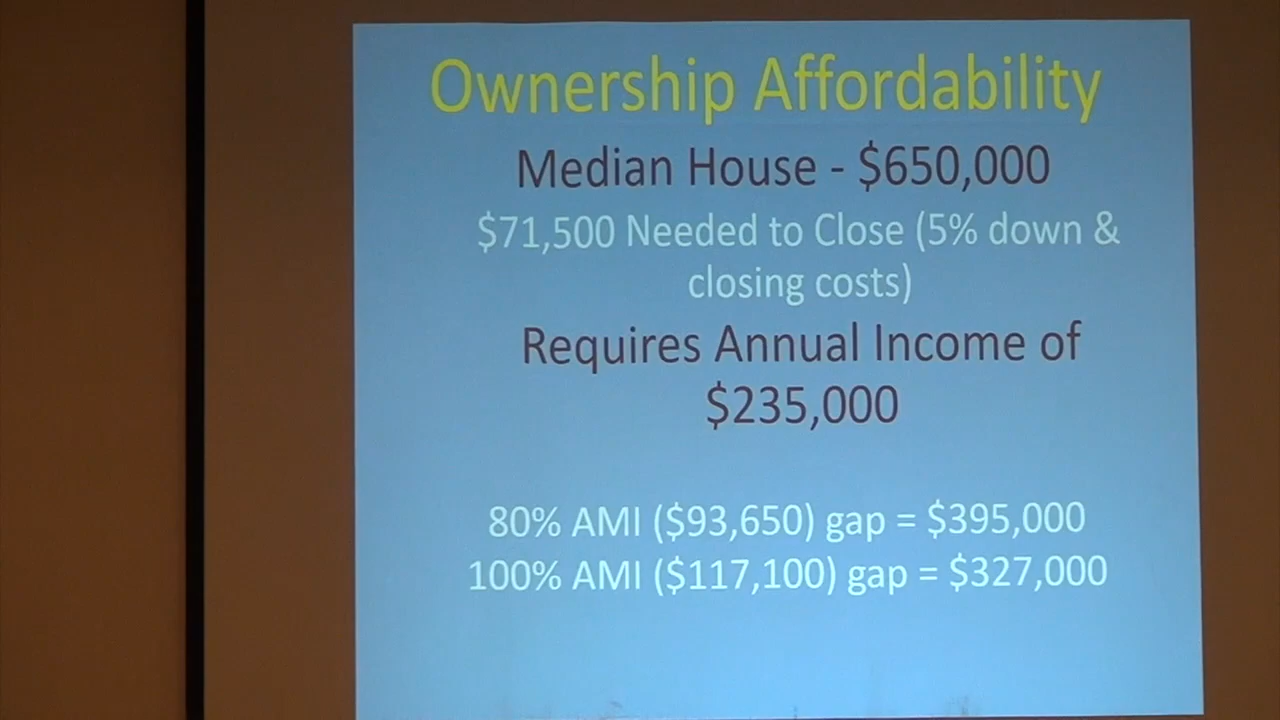 Ownership Affordability
Median House - $650,000
$71,500 Needed to Close (5% down &
closing costs)
Requires Annual Income of
$235,000
80% AMI ($93,650) gap = $395,000
100% AMI ($117,100) gap = $327,000